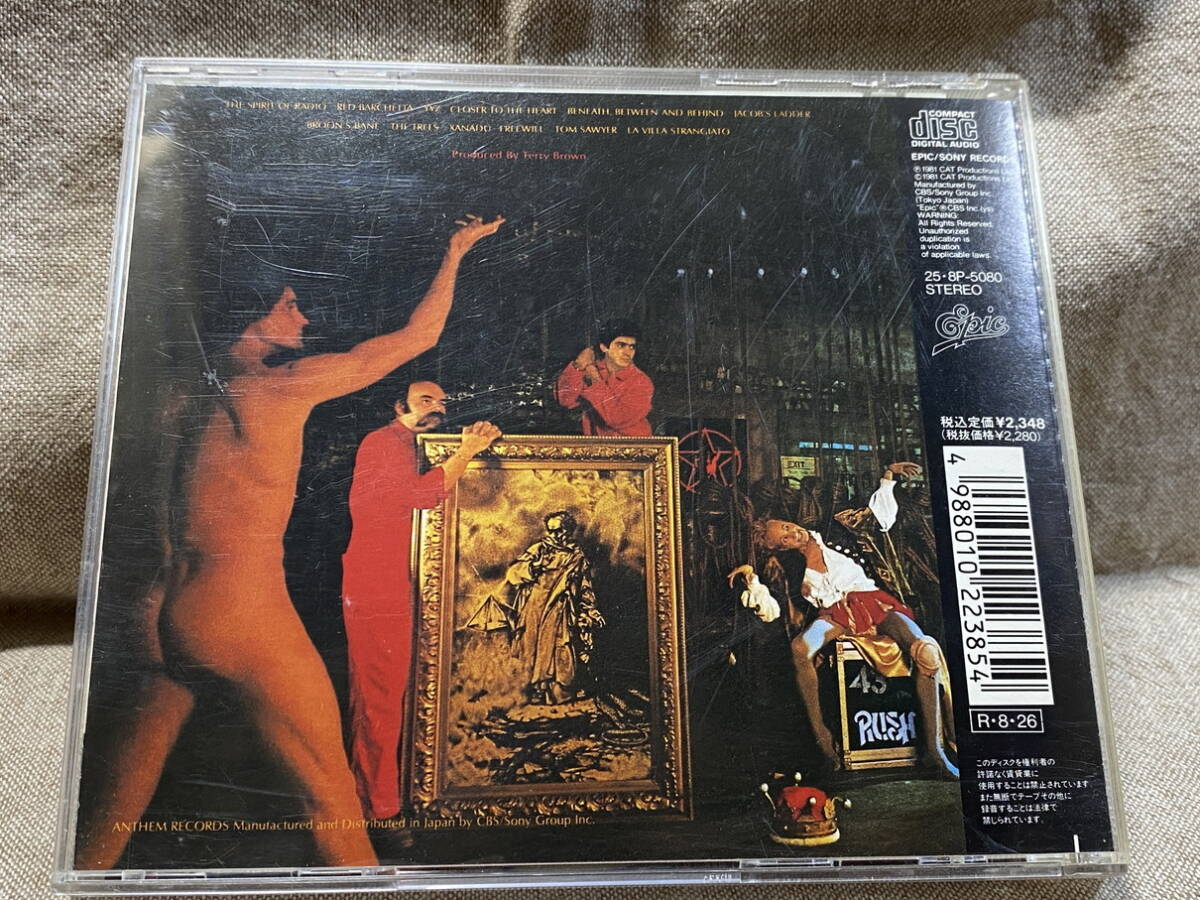 THE SPIRIT OF RADIO RED BARCHETTA YYZ CLOSER TO THE HEART BENEATH, BETWEEN AND BEHIND JACOB'S LADDER
BROON'S BANE THE TREES XANADU FREEWILL TOM SAWYER LA VILLA STRANGIATO
Produced By Terry Brown
COMPACT
disc
DIGITAL AUDIO
EPIC/SONY RECORDS
Ⓟ1981 CAT Productions
©1981 CAT Productions
Manufactured by
CBS/Sony Group Inc.
(Tokyo Japan)
"Epic"®CBS Inc.
WARNING:
All Rights Reserved.
Unauthorized
duplication is
a violation
of applicable laws.
25・8P-5080
STEREO
Epic
税込定価¥2,348
(税抜価格¥2,280)
4 988010 223854
R・8・26
EXIT
43
RUSH
このディスクを権利者の
許諾なく賃貸業に
使用することは禁止されています。
また無断でテープその他に
録音することは法律で
禁じられています。
ANTHEM RECORDS Manufactured and Distributed in Japan by CBS/Sony Group Inc.